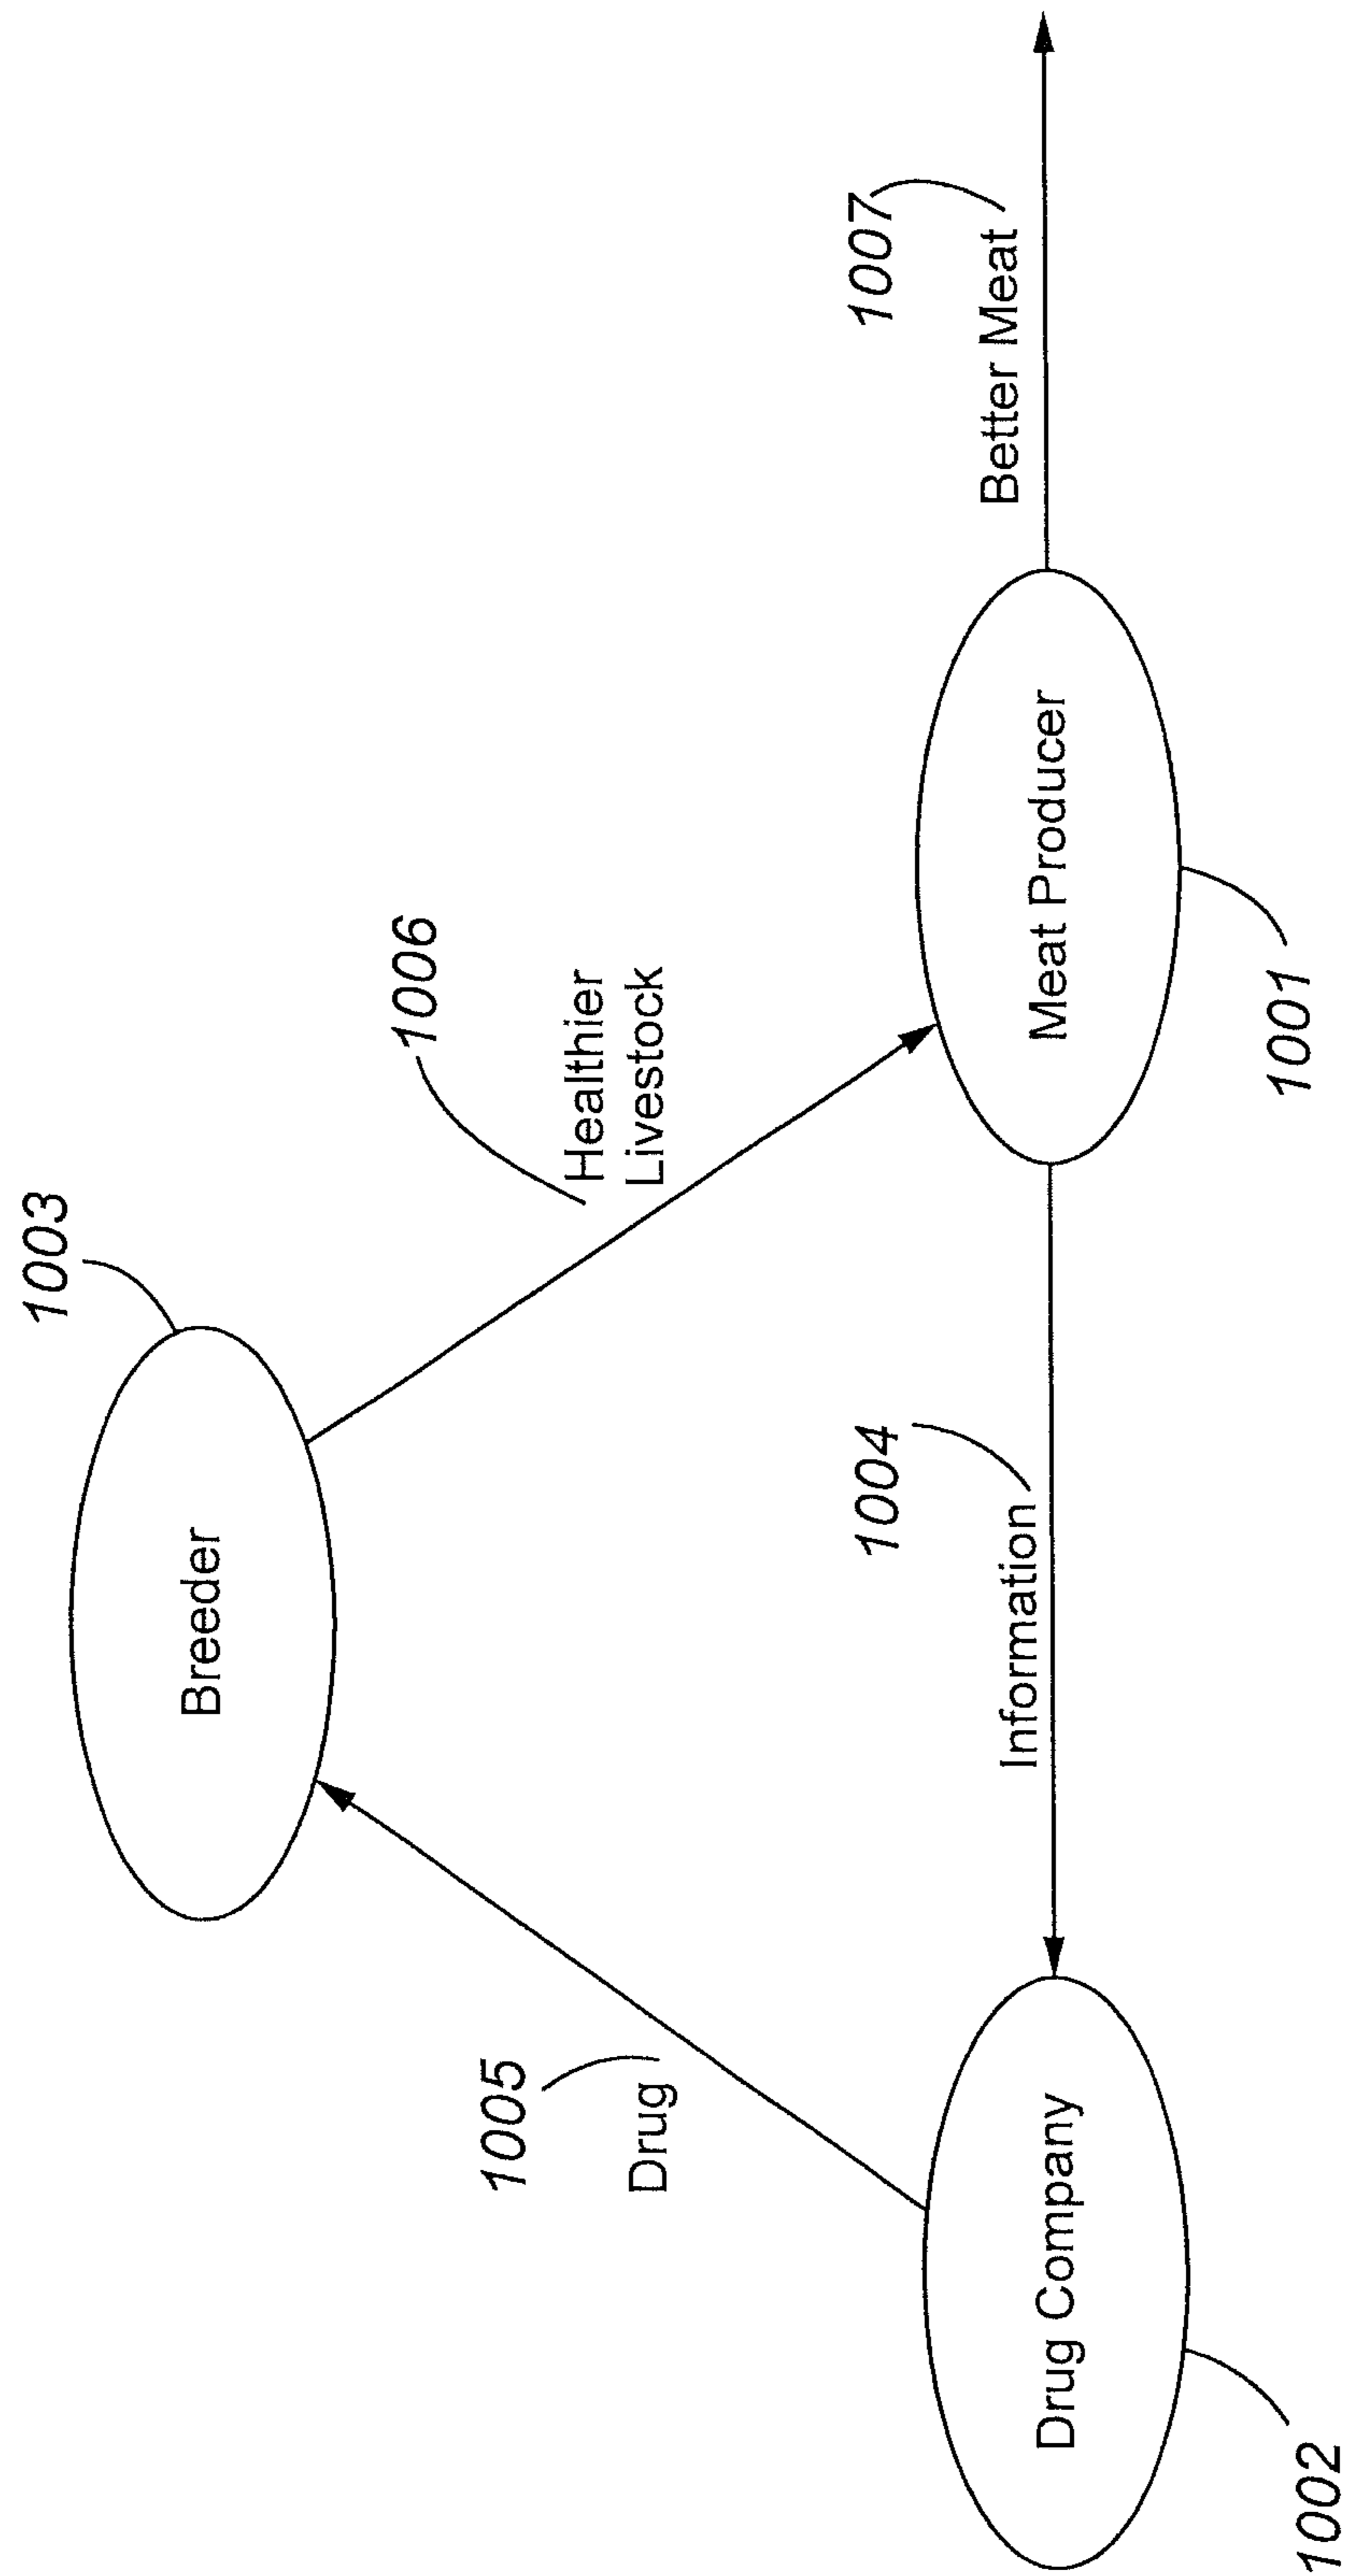 1003
Breeder
1006
Healthier
Livestock
1005
Drug
1007
Better Meat
1004
Information
Drug Company
Meat Producer
1002
1001